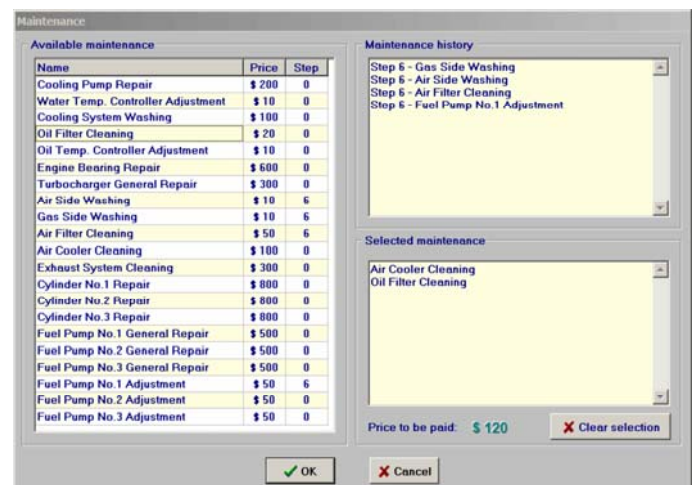 Maintenance
Available maintenance
Name Price Step
Cooling Pump Repair $ 200 0
Water Temp. Controller Adjustment $ 10 0
Cooling System Washing $ 100 0
Oil Filter Cleaning $ 20 0
Oil Temp. Controller Adjustment $ 10 0
Engine Bearing Repair $ 600 0
Turbocharger General Repair $ 300 0
Air Side Washing $ 10 6
Gas Side Washing $ 10 6
Air Filter Cleaning $ 50 6
Air Cooler Cleaning $ 100 0
Exhaust System Cleaning $ 300 0
Cylinder No.1 Repair $ 800 0
Cylinder No.2 Repair $ 800 0
Cylinder No.3 Repair $ 800 0
Fuel Pump No.1 General Repair $ 500 0
Fuel Pump No.2 General Repair $ 500 0
Fuel Pump No.3 General Repair $ 500 0
Fuel Pump No.1 Adjustment $ 50 6
Fuel Pump No.2 Adjustment $ 50 0
Fuel Pump No.3 Adjustment $ 50 0
Maintenance history
Step 6 - Gas Side Washing
Step 6 - Air Side Washing
Step 6 - Air Filter Cleaning
Step 6 - Fuel Pump No.1 Adjustment
Selected maintenance
Air Cooler Cleaning
Oil Filter Cleaning
Price to be paid: $ 120
Clear selection
OK
Cancel